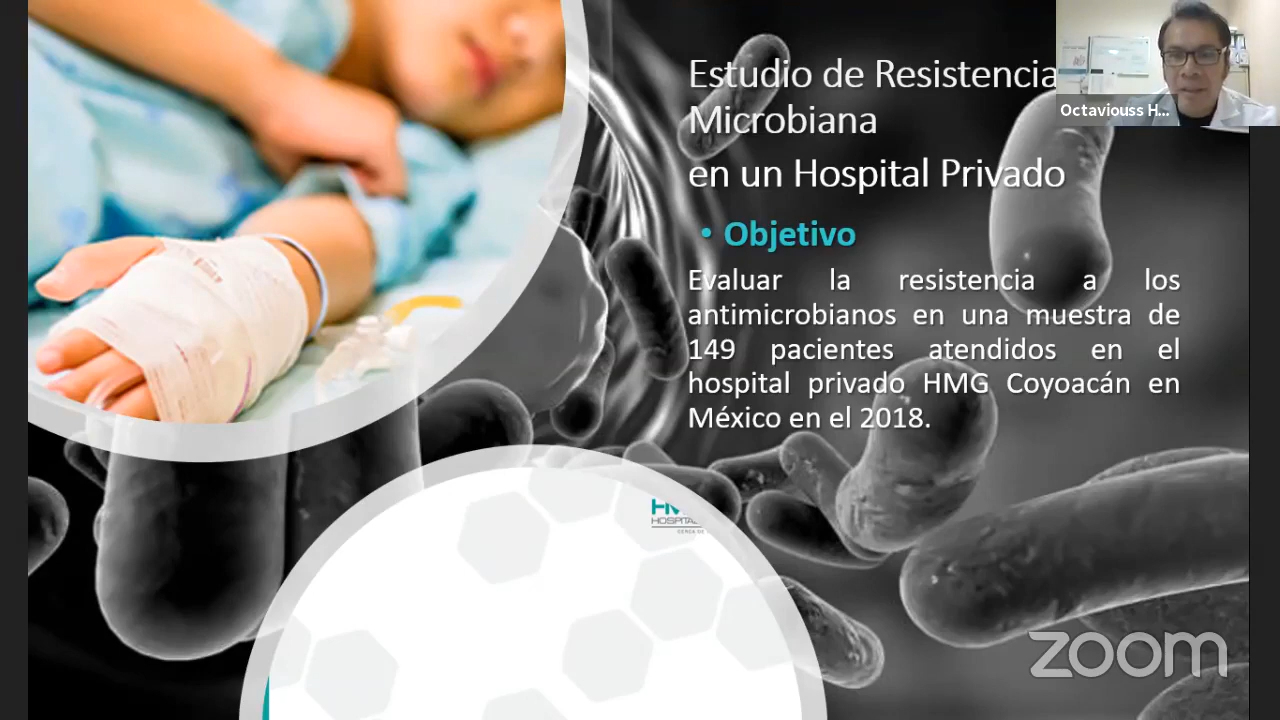 Estudio de Resistencia
Microbiana
en un Hospital Privado
Octaviouss H...
• Objetivo
Evaluar la resistencia a los
antimicrobianos en una muestra de
149 pacientes atendidos en el
hospital privado HMG Coyoacán en
México en el 2018.
zoom